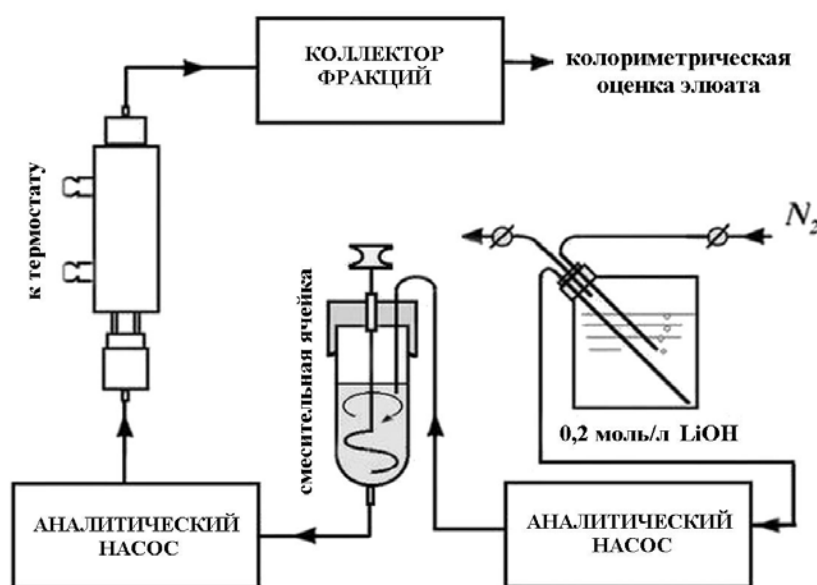 КОЛЛЕКТОР
ФРАКЦИЙ
колориметрическая
оценка элюата
к термостату
смесительная ячейка
N₂
0,2 моль/л LiOH
АНАЛИТИЧЕСКИЙ
НАСОС
АНАЛИТИЧЕСКИЙ
НАСОС